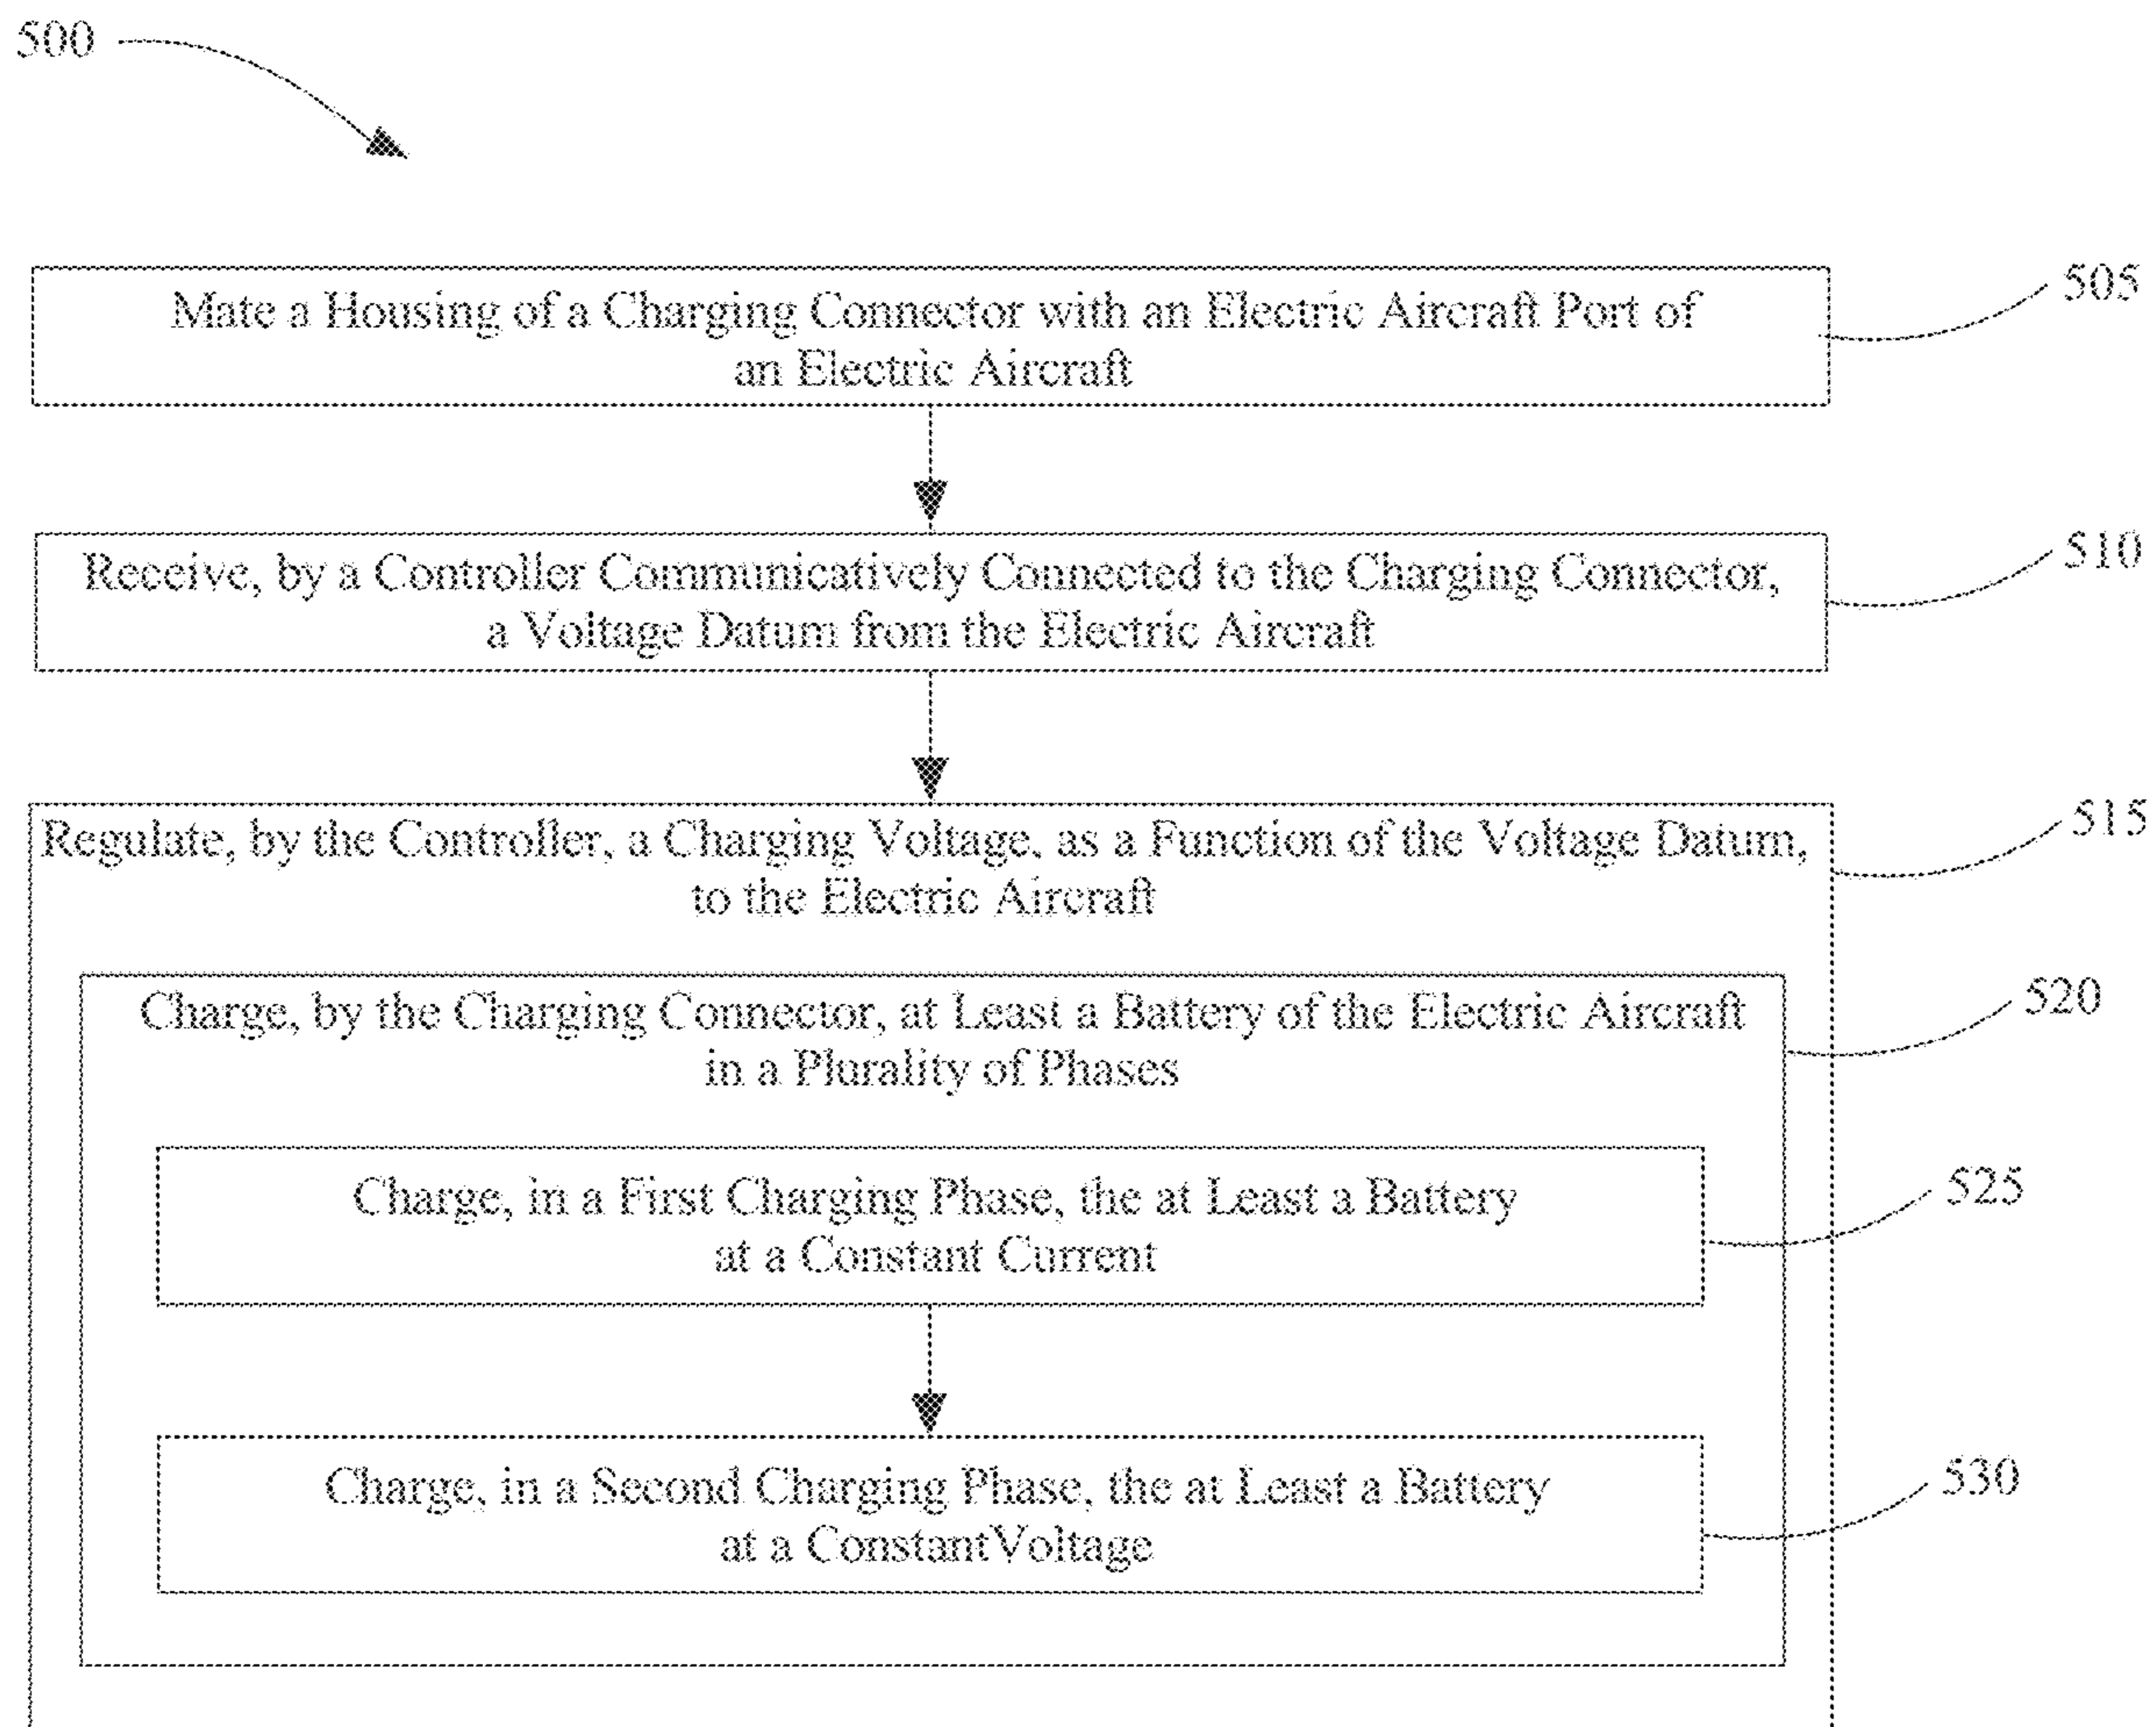 500
Mate a Housing of a Charging Connector with an Electric Aircraft Port of
an Electric Aircraft
505
Receive, by a Controller Communicatively Connected to the Charging Connector,
a Voltage Datum from the Electric Aircraft
510
Regulate, by the Controller, a Charging Voltage, as a Function of the Voltage Datum,
to the Electric Aircraft
515
Charge, by the Charging Connector, at Least a Battery of the Electric Aircraft
in a Plurality of Phases
520
Charge, in a First Charging Phase, the at Least a Battery
at a Constant Current
525
Charge, in a Second Charging Phase, the at Least a Battery
at a ConstantVoltage
530